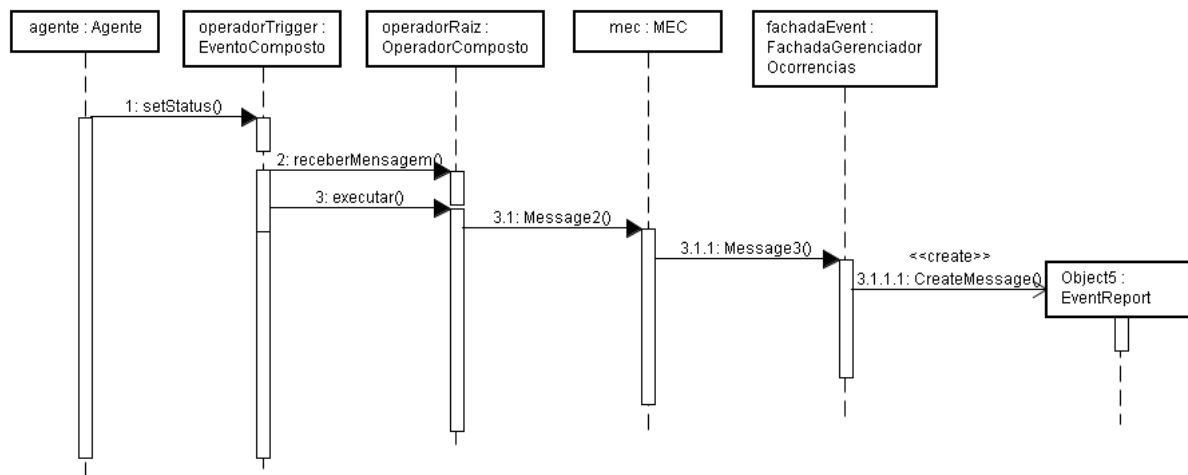 agente : Agente
operadorTrigger :
EventoComposto
operadorRaiz :
OperadorComposto
mec : MEC
fachadaEvent :
FachadaGerenciador
Ocorrencias
1: setStatus()
2: receberMensagem()
3: executar()
3.1: Message2()
3.1.1: Message3()
<<create>>
3.1.1.1: CreateMessage()
Object5 :
EventReport